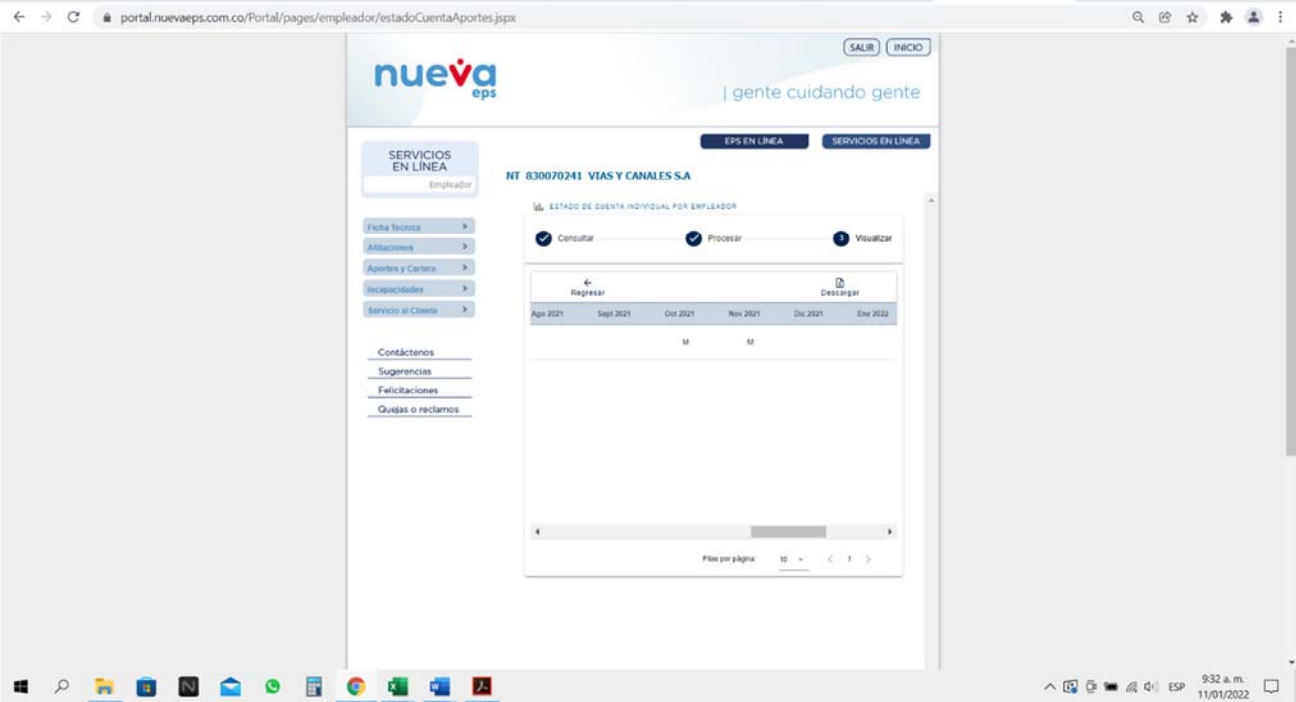 portal.nuevaeps.com.co/Portal/pages/empleador/estadoCuentaAportes.jspx
SALIR INICIO
nueva
eps
| gente cuidando gente
EPS EN LÍNEA SERVICIOS EN LÍNEA
SERVICIOS
EN LÍNEA
Empleador
NT 830070241 VIAS Y CANALES S.A
ESTADO DE CUENTA INDIVIDUAL POR EMPLEADOR
Ficha Tecnica
Afiliaciones
Aportes y Cartera
Incapacidades
Servicio al Cliente
Contáctenos
Sugerencias
Felicitaciones
Quejas o reclamos
Consultar Procesar 3 Visualizar
Regresar Descargar
Ago 2021 Sept 2021 Oct 2021 Nov 2021 Dic 2021 Ene 2022
M M
Filas por página: 10 1
ESP
9:32 a. m.
11/01/2022